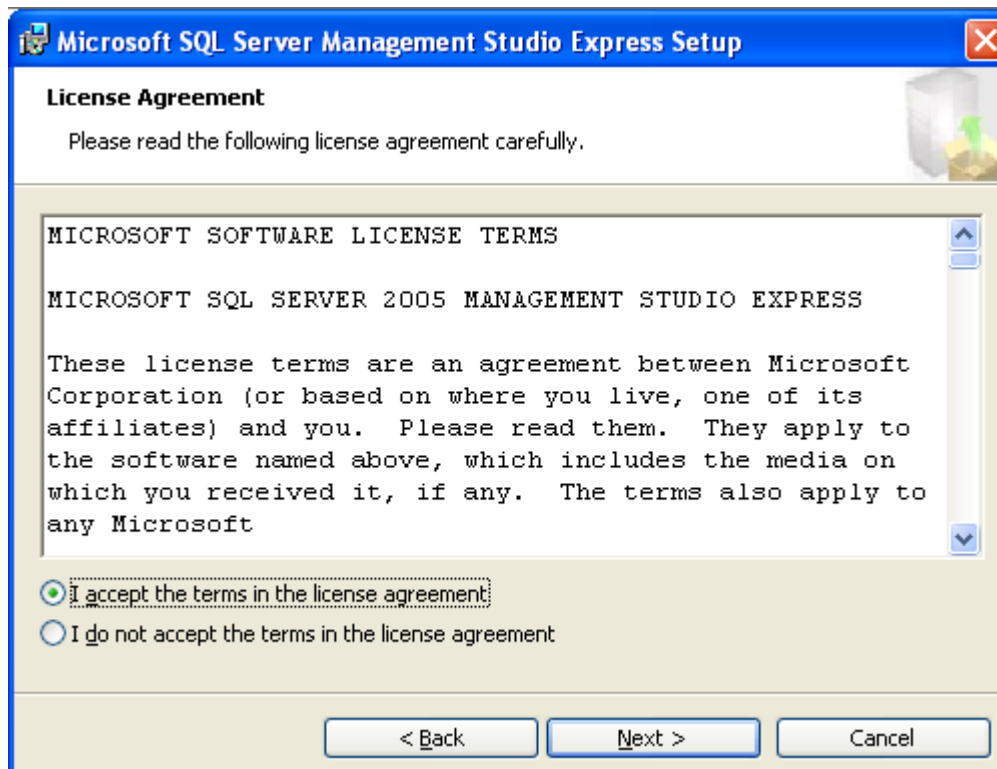 Microsoft SQL Server Management Studio Express Setup
License Agreement
Please read the following license agreement carefully.
MICROSOFT SOFTWARE LICENSE TERMS
MICROSOFT SQL SERVER 2005 MANAGEMENT STUDIO EXPRESS
These license terms are an agreement between Microsoft
Corporation (or based on where you live, one of its
affiliates) and you.  Please read them.  They apply to
the software named above, which includes the media on
which you received it, if any.  The terms also apply to
any Microsoft
I accept the terms in the license agreement
I do not accept the terms in the license agreement
< Back
Next >
Cancel